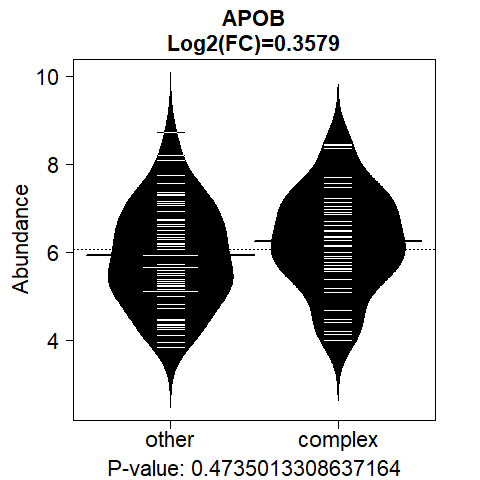 APOB
Log2(FC)=0.3579
Abundance
10
8
6
4
other complex
P-value: 0.4735013308637164